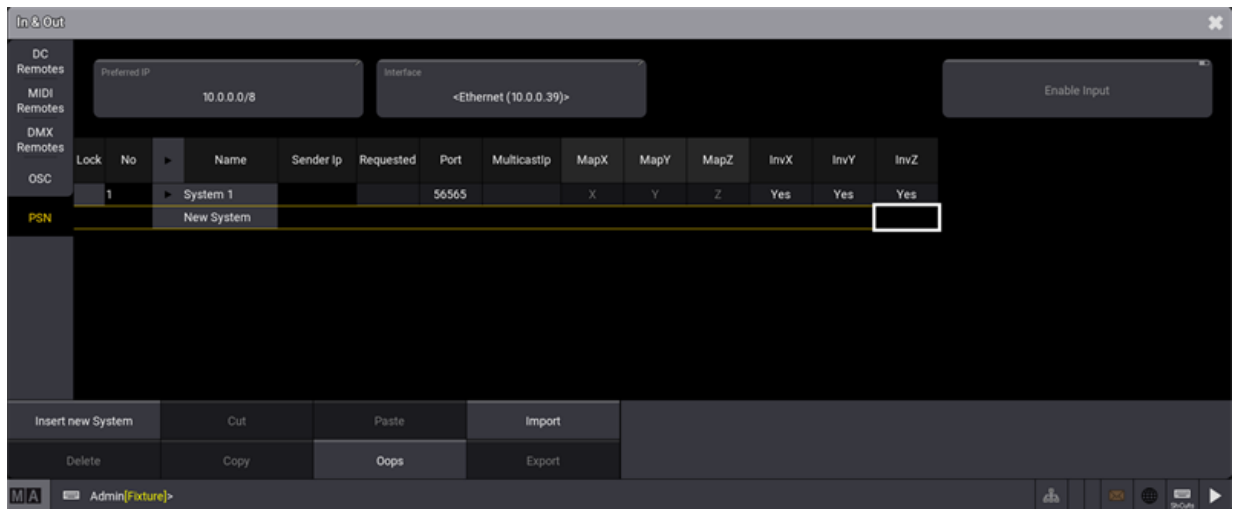 In & Out
DC
Remotes
MIDI
Remotes
DMX
Remotes
OSC
PSN
Preferred IP
10.0.0.0/8
Interface
<Ethernet (10.0.0.39)>
Enable Input
Lock No Name Sender Ip Requested Port MulticastIp MapX MapY MapZ InvX InvY InvZ
1 System 1 56565 X Y Z Yes Yes Yes
New System
Insert new System Cut Paste Import
Delete Copy Oops Export
MA Admin[Fixture]>
ShCuts